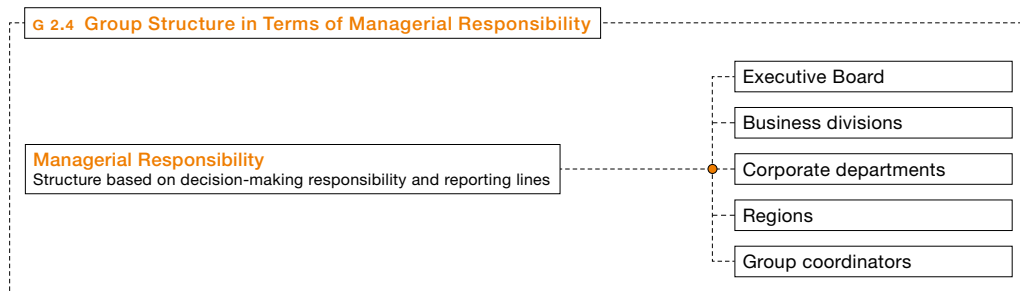 G 2.4 Group Structure in Terms of Managerial Responsibility
Executive Board
Business divisions
Managerial Responsibility
Structure based on decision-making responsibility and reporting lines
Corporate departments
Regions
Group coordinators